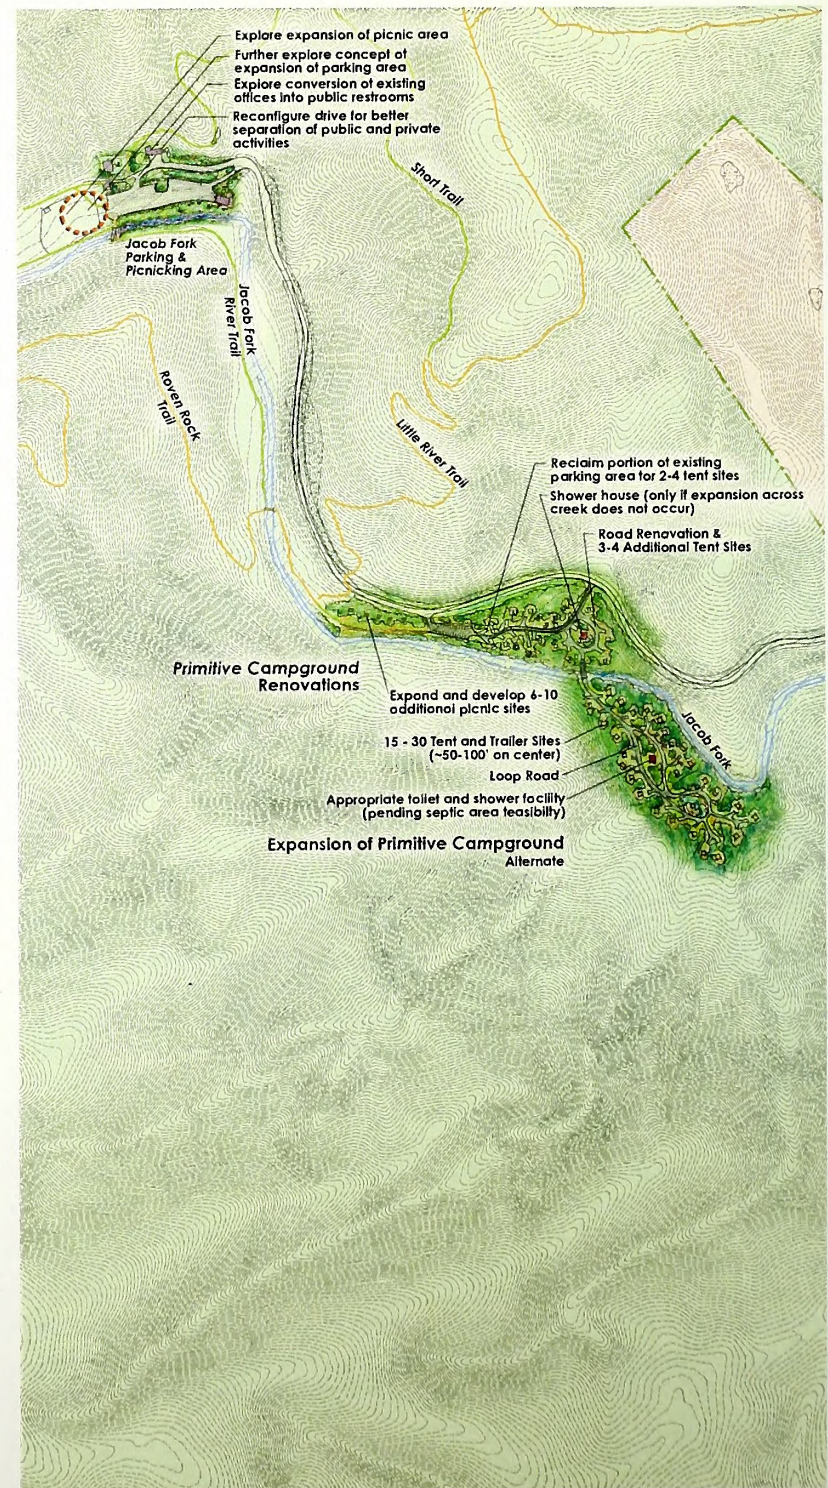 Explore expansion of picnic area
Further explore concept of
expansion of parking area
Explore conversion of existing
offices into public restrooms
Reconfigure drive for better
separation of public and private
activities
Short Trail
Jacob Fork
Parking &
Picnicking Area
Jacob Fork
River Trail
Roven Rock
Trail
Little River Trail
Reclaim portion of existing
parking area for 2-4 tent sites
Shower house (only if expansion across
creek does not occur)
Road Renovation &
3-4 Additional Tent Sites
Primitive Campground
Renovations
Expand and develop 6-10
additional picnic sites
15 - 30 Tent and Trailer Sites
(~50-100' on center)
Jacob Fork
Loop Road
Appropriate toilet and shower facility
(pending septic area feasibilty)
Expansion of Primitive Campground
Alternate